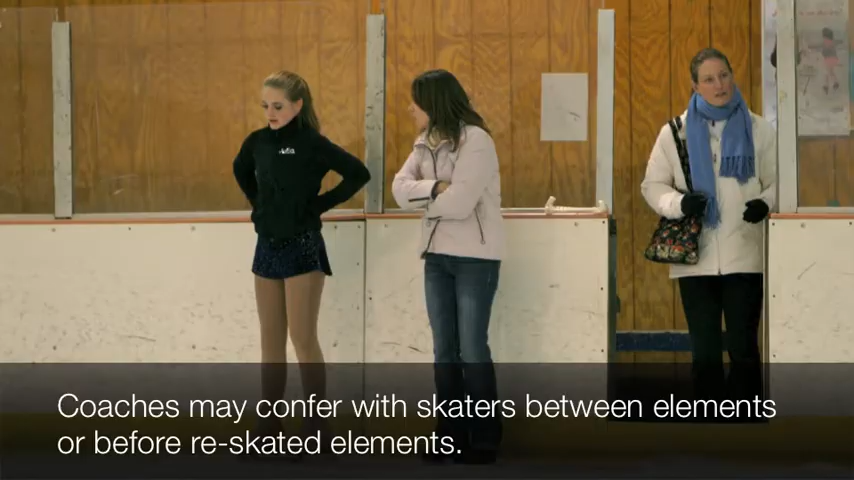 Coaches may confer with skaters between elements
or before re-skated elements.